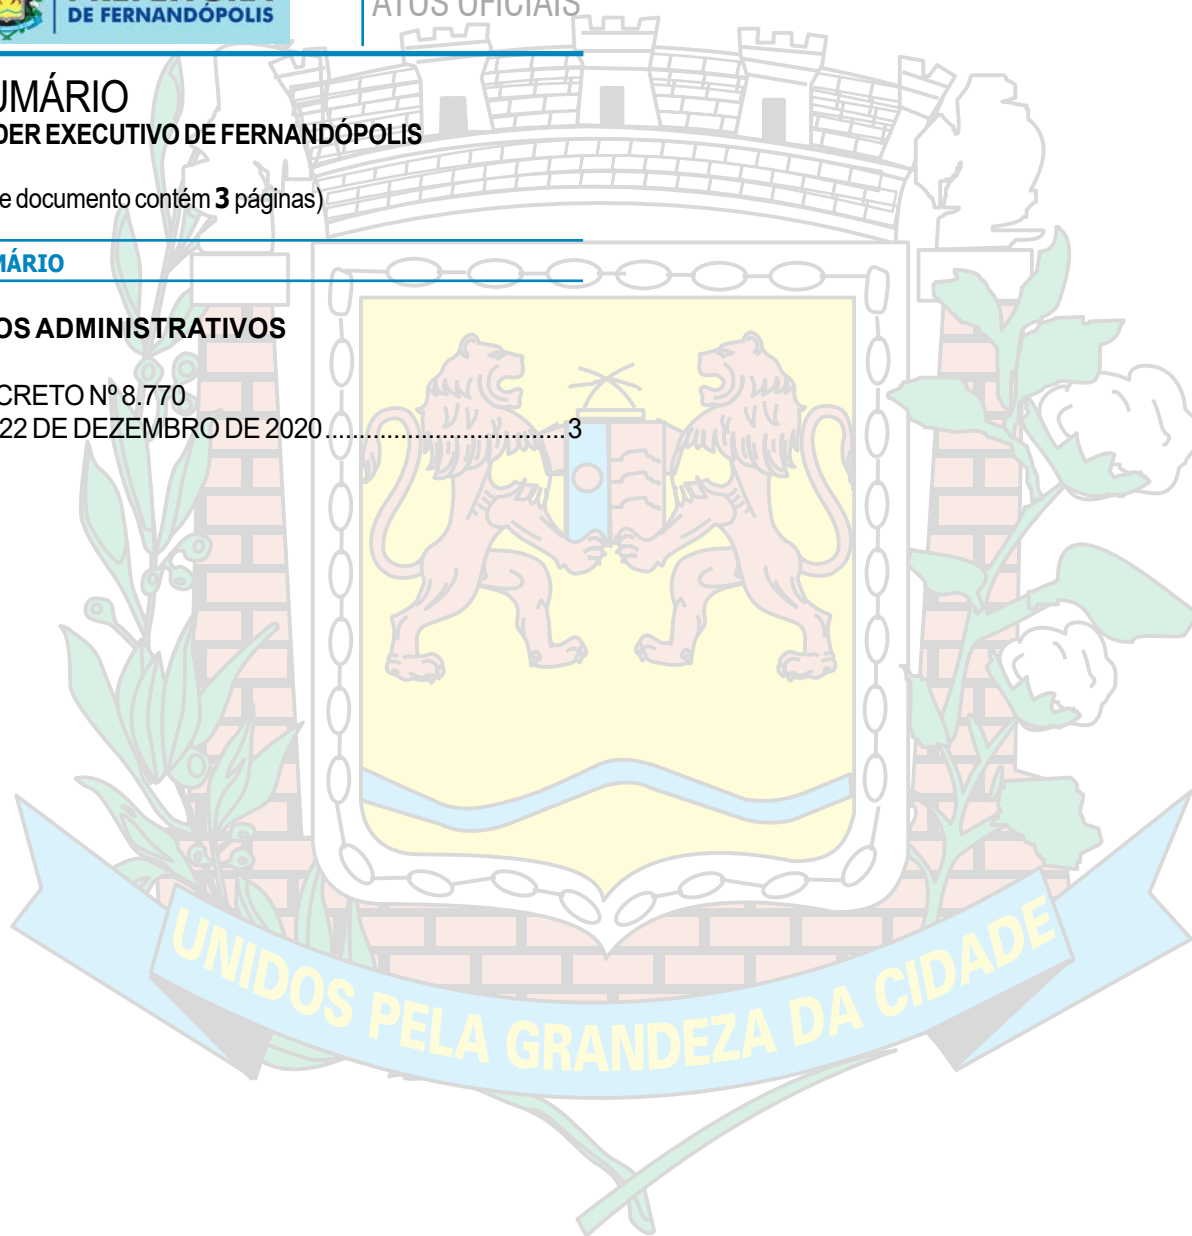 DE FERNANDÓPOLIS
ATOS OFICIAIS
UMÁRIO
DER EXECUTIVO DE FERNANDÓPOLIS
e documento contém 3 páginas)
MÁRIO
OS ADMINISTRATIVOS
CRETO Nº 8.770
22 DE DEZEMBRO DE 2020...................................3
UNIDOS PELA GRANDEZA DA CIDADE